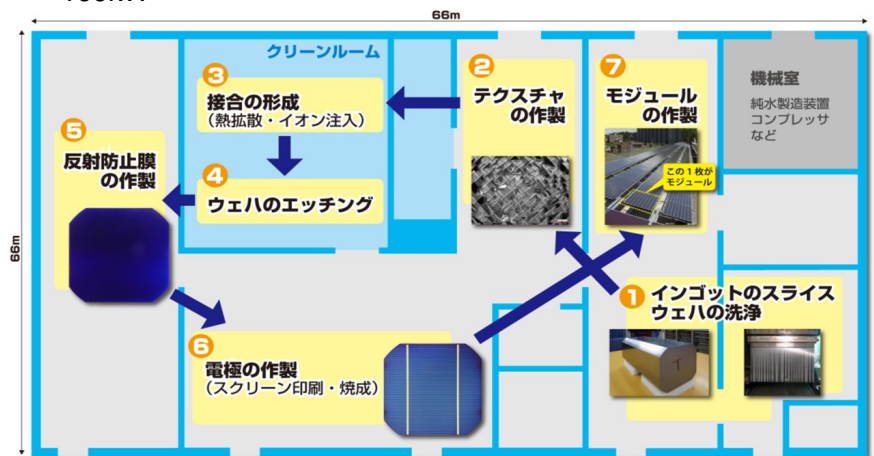 66m
66m
クリーンルーム
3
接合の形成
（熱拡散・イオン注入）
4
ウェハのエッチング
5
反射防止膜
の作製
2
テクスチャ
の作製
7
モジュール
の作製
この1枚が
モジュール
機械室
純水製造装置
コンプレッサ
など
1 インゴットのスライス
ウェハの洗浄
6
電極の作製
（スクリーン印刷・焼成）